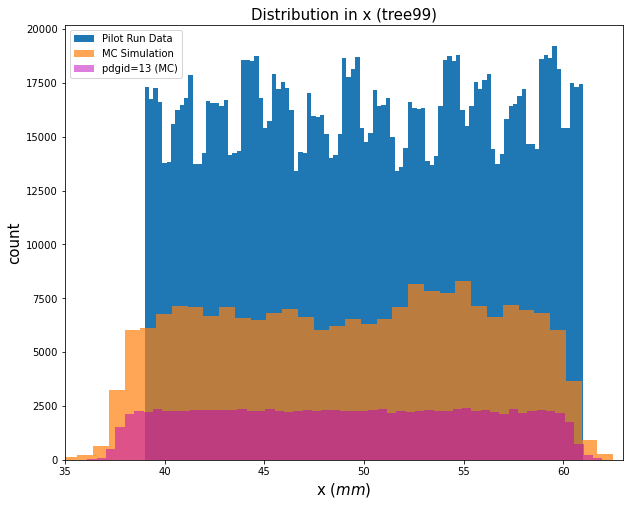 Distribution in x (tree99)
Pilot Run Data
MC Simulation
pdgid=13 (MC)
20000
17500
15000
12500
10000
7500
5000
2500
0
count
35 40 45 50 55 60
x (mm)